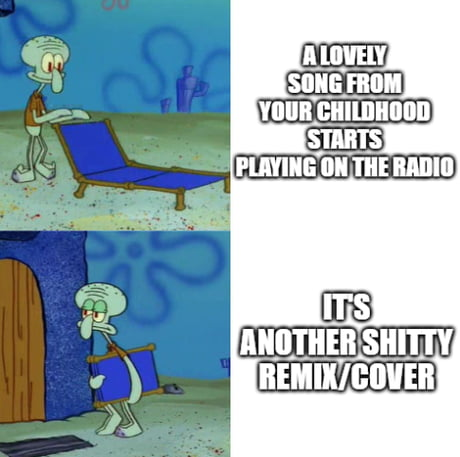 A LOVELY
SONG FROM
YOUR CHILDHOOD
STARTS
PLAYING ON THE RADIO
IT'S
ANOTHER SHITTY
REMIX/COVER